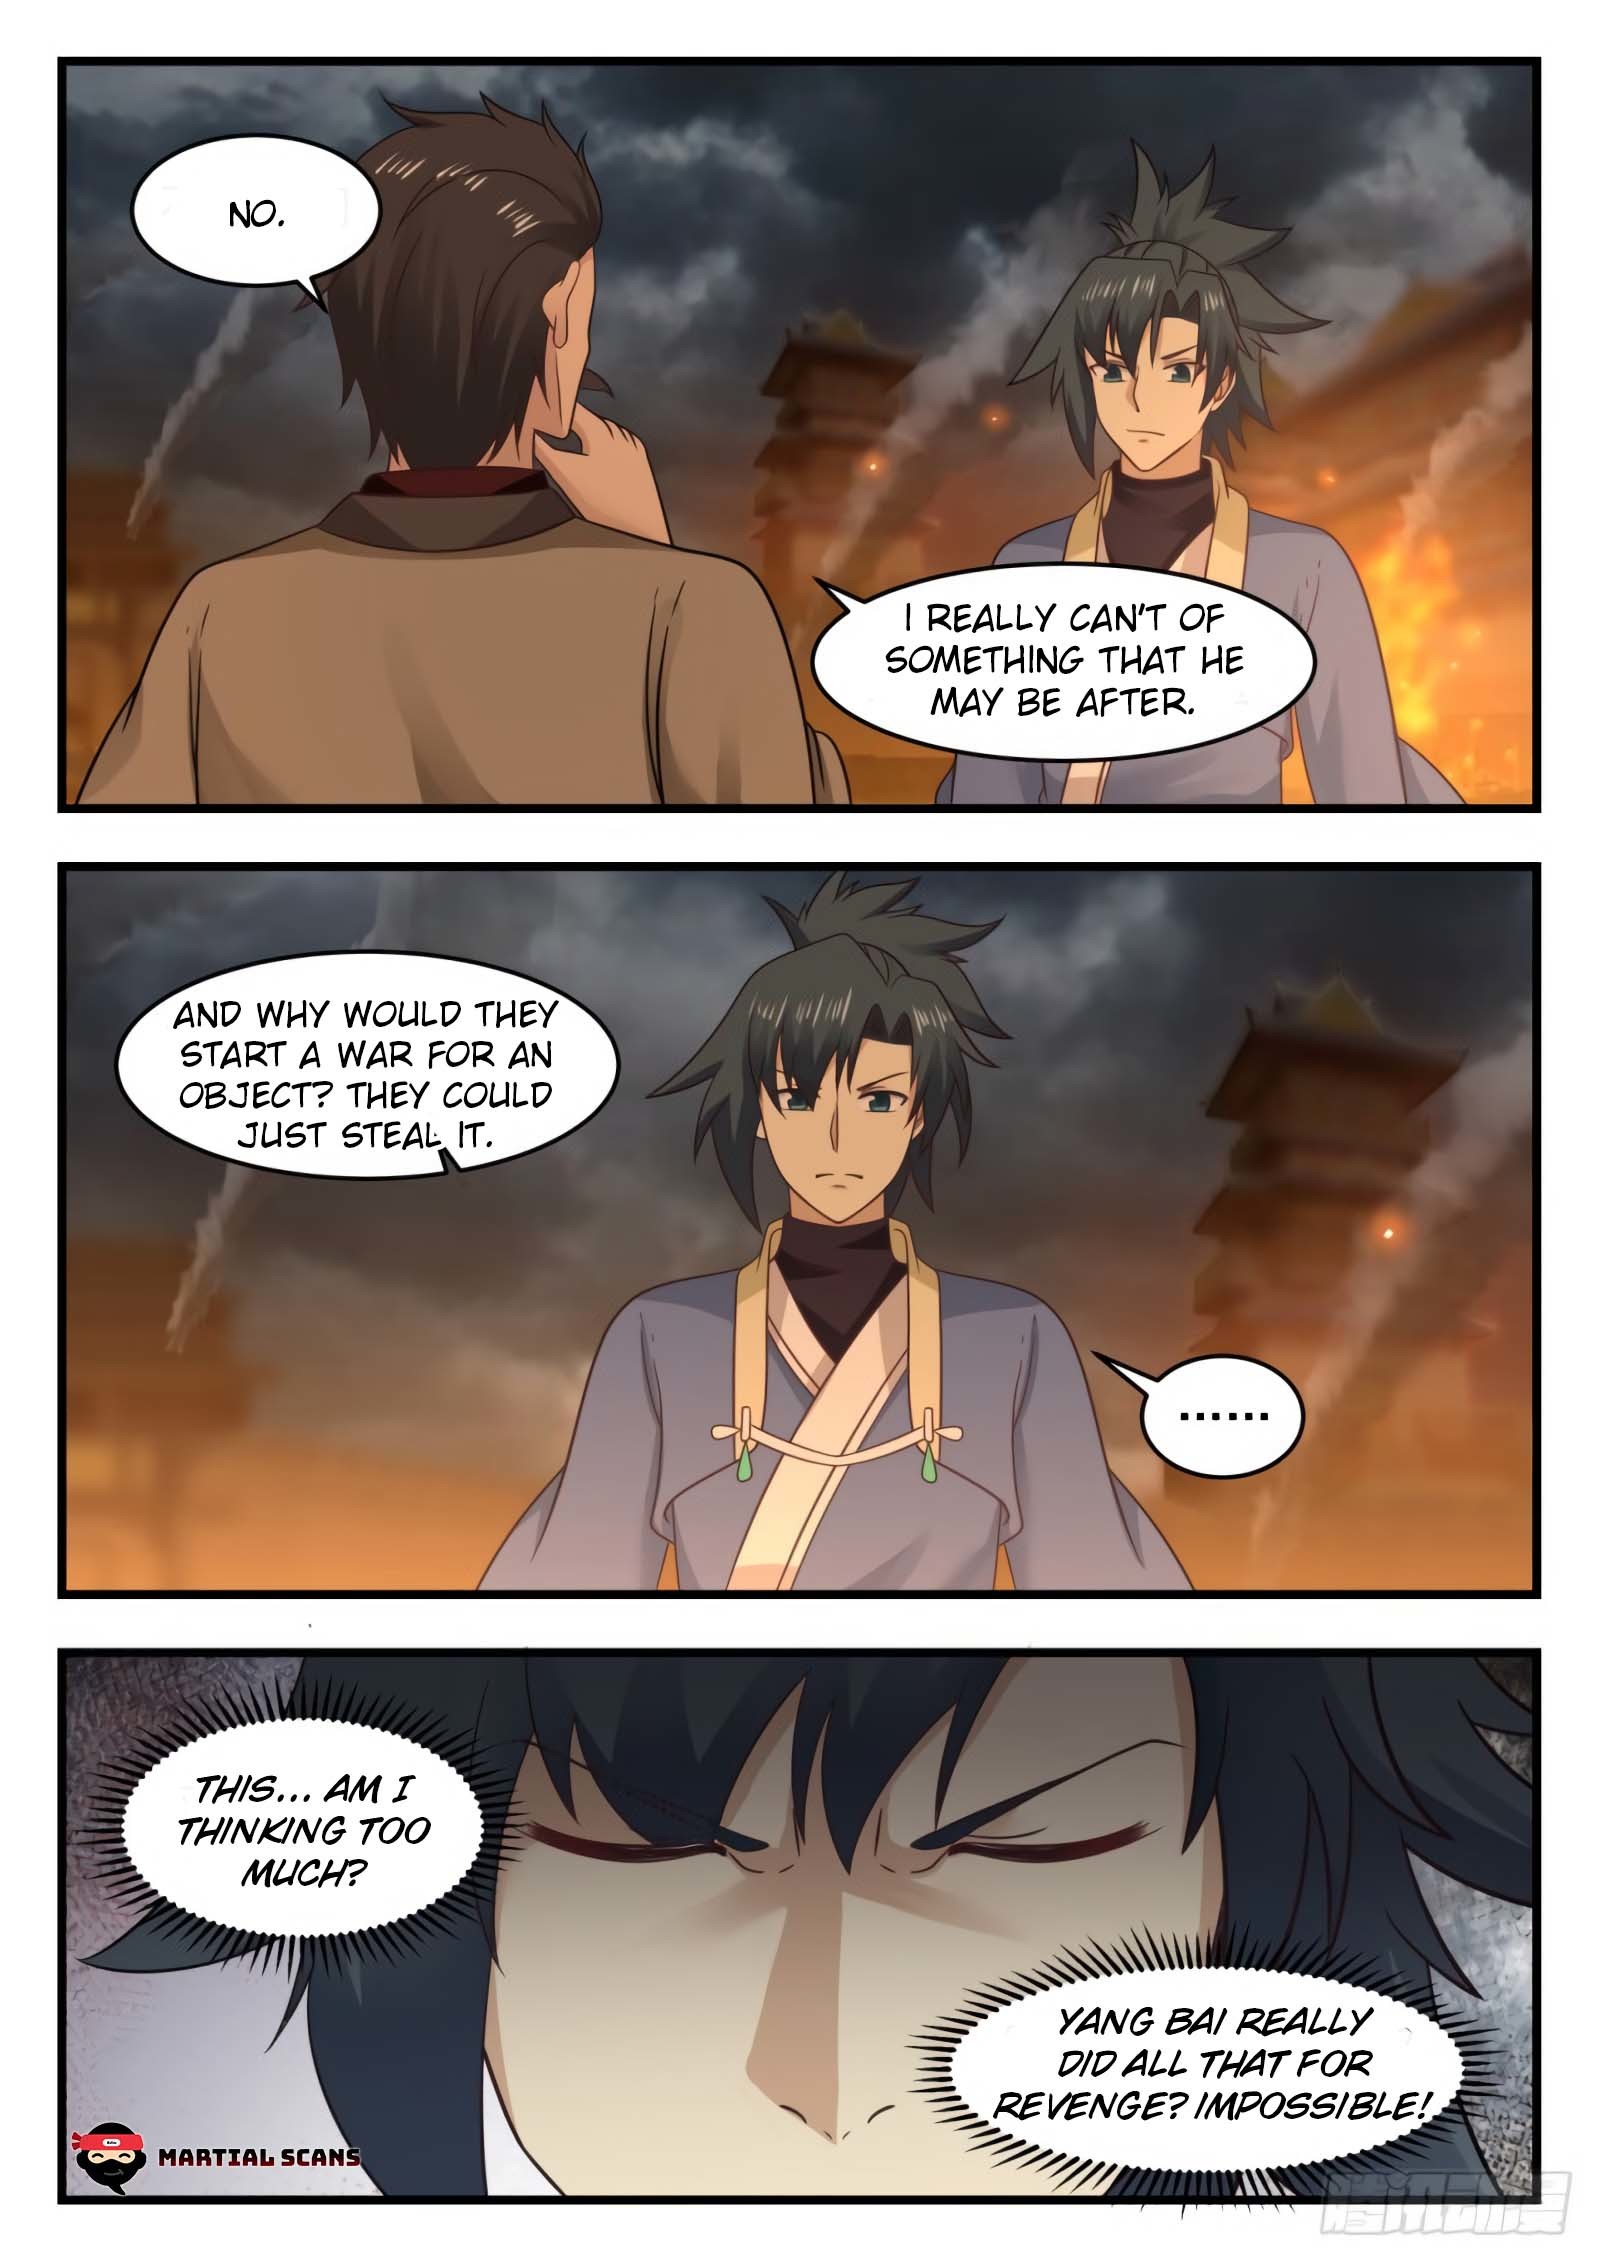 NO.
I REALLY CAN'T OF
SOMETHING THAT HE
MAY BE AFTER.
AND WHY WOULD THEY
START A WAR FOR AN
OBJECT? THEY COULD
JUST STEAL IT.
......
THIS... AM I
THINKING TOO
MUCH?
YANG BAI REALLY
DID ALL THAT FOR
REVENGE? IMPOSSIBLE!
MARTIAL SCANS